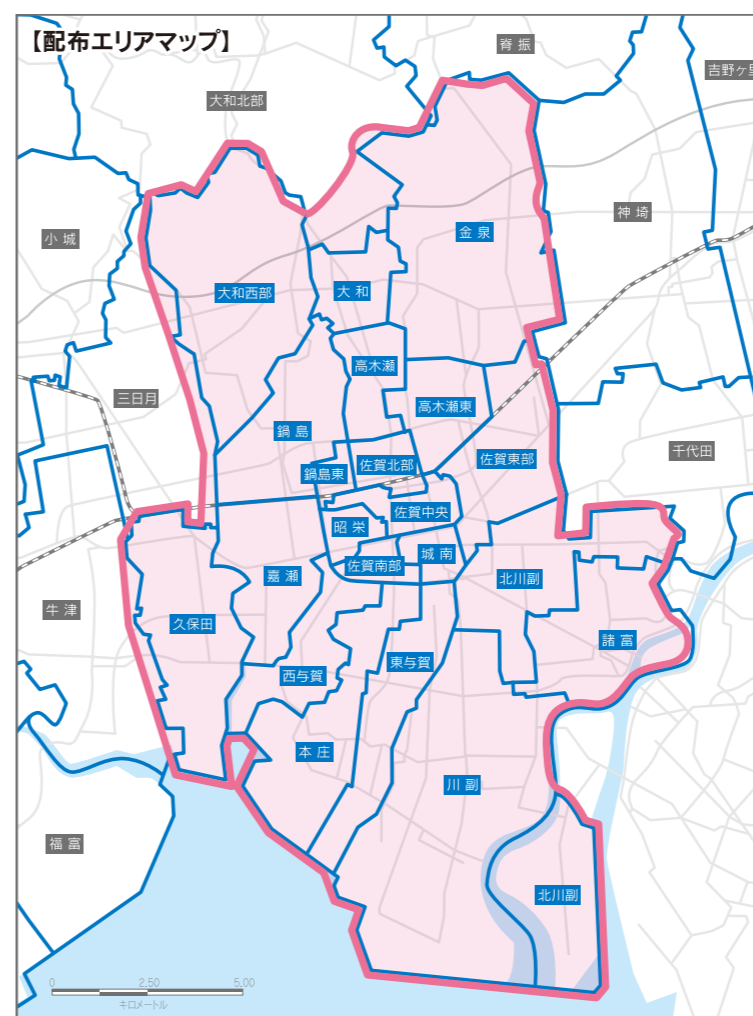 【配布エリアマップ】
脊振
吉野ヶ里
大和北部
神埼
小城
金泉
大和西部
大和
高木瀬
三日月
高木瀬東
鍋島
千代田
佐賀北部
佐賀東部
鍋島東
佐賀中央
昭栄
城南
佐賀南部
嘉瀬
北川副
牛津
久保田
諸富
東与賀
西与賀
本庄
川副
福富
北川副
0 2.50 5.00
キロメートル